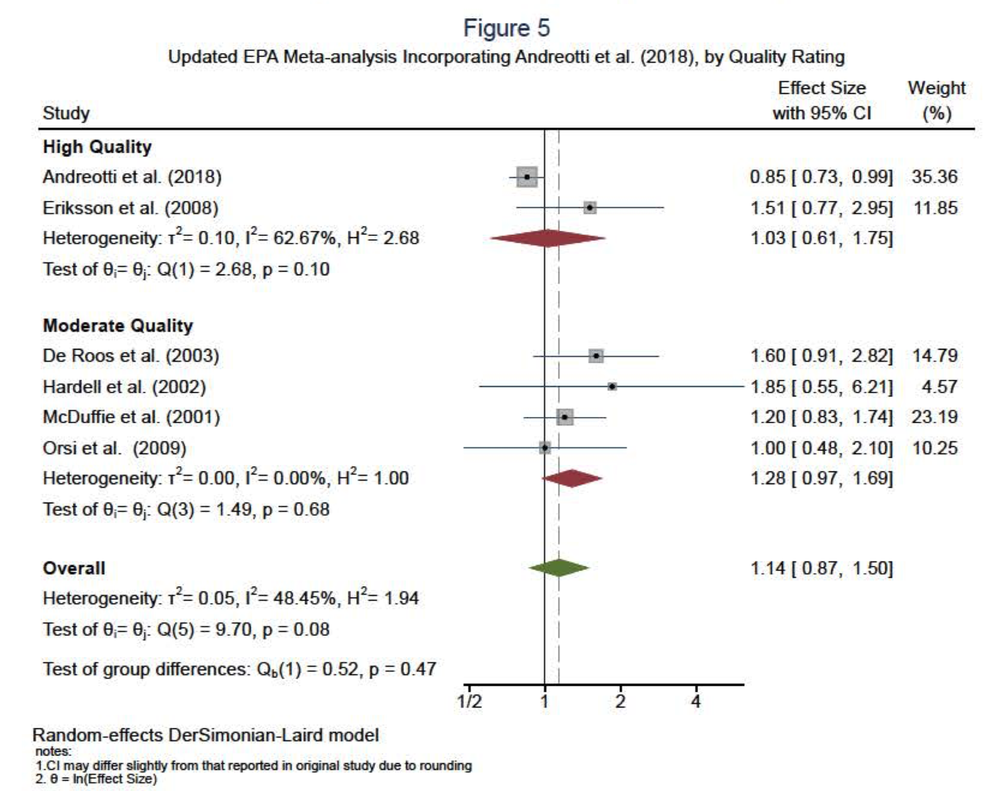 Figure 5
Updated EPA Meta-analysis Incorporating Andreotti et al. (2018), by Quality Rating
Effect Size Weight
Study with 95% CI (%)
High Quality
Andreotti et al. (2018) 0.85 [ 0.73, 0.99] 35.36
Eriksson et al. (2008) 1.51 [ 0.77, 2.95] 11.85
Heterogeneity: τ²= 0.10, I²= 62.67%, H²= 2.68 1.03 [ 0.61, 1.75]
Test of θᵢ= θⱼ: Q(1) = 2.68, p = 0.10
Moderate Quality
De Roos et al. (2003) 1.60 [ 0.91, 2.82] 14.79
Hardell et al. (2002) 1.85 [ 0.55, 6.21] 4.57
McDuffie et al. (2001) 1.20 [ 0.83, 1.74] 23.19
Orsi et al. (2009) 1.00 [ 0.48, 2.10] 10.25
Heterogeneity: τ²= 0.00, I²= 0.00%, H²= 1.00 1.28 [ 0.97, 1.69]
Test of θᵢ= θⱼ: Q(3) = 1.49, p = 0.68
Overall 1.14 [ 0.87, 1.50]
Heterogeneity: τ²= 0.05, I²= 48.45%, H²= 1.94
Test of θᵢ= θⱼ: Q(5) = 9.70, p = 0.08
Test of group differences: Q_b(1) = 0.52, p = 0.47
1/2 1 2 4
Random-effects DerSimonian-Laird model
notes:
1.CI may differ slightly from that reported in original study due to rounding
2. θ = ln(Effect Size)